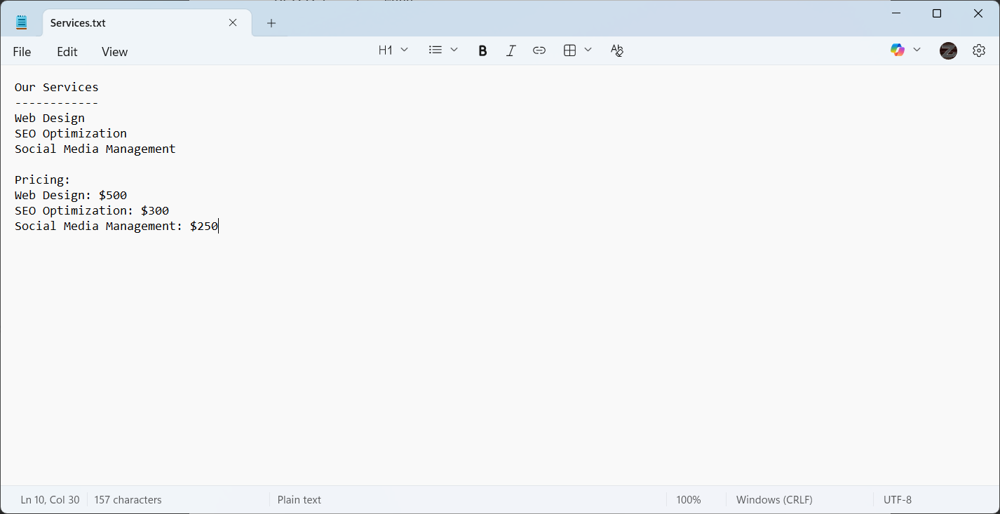 Services.txt
File Edit View H1 B I
Our Services
------------
Web Design
SEO Optimization
Social Media Management

Pricing:
Web Design: $500
SEO Optimization: $300
Social Media Management: $250
Ln 10, Col 30 157 characters Plain text 100% Windows (CRLF) UTF-8